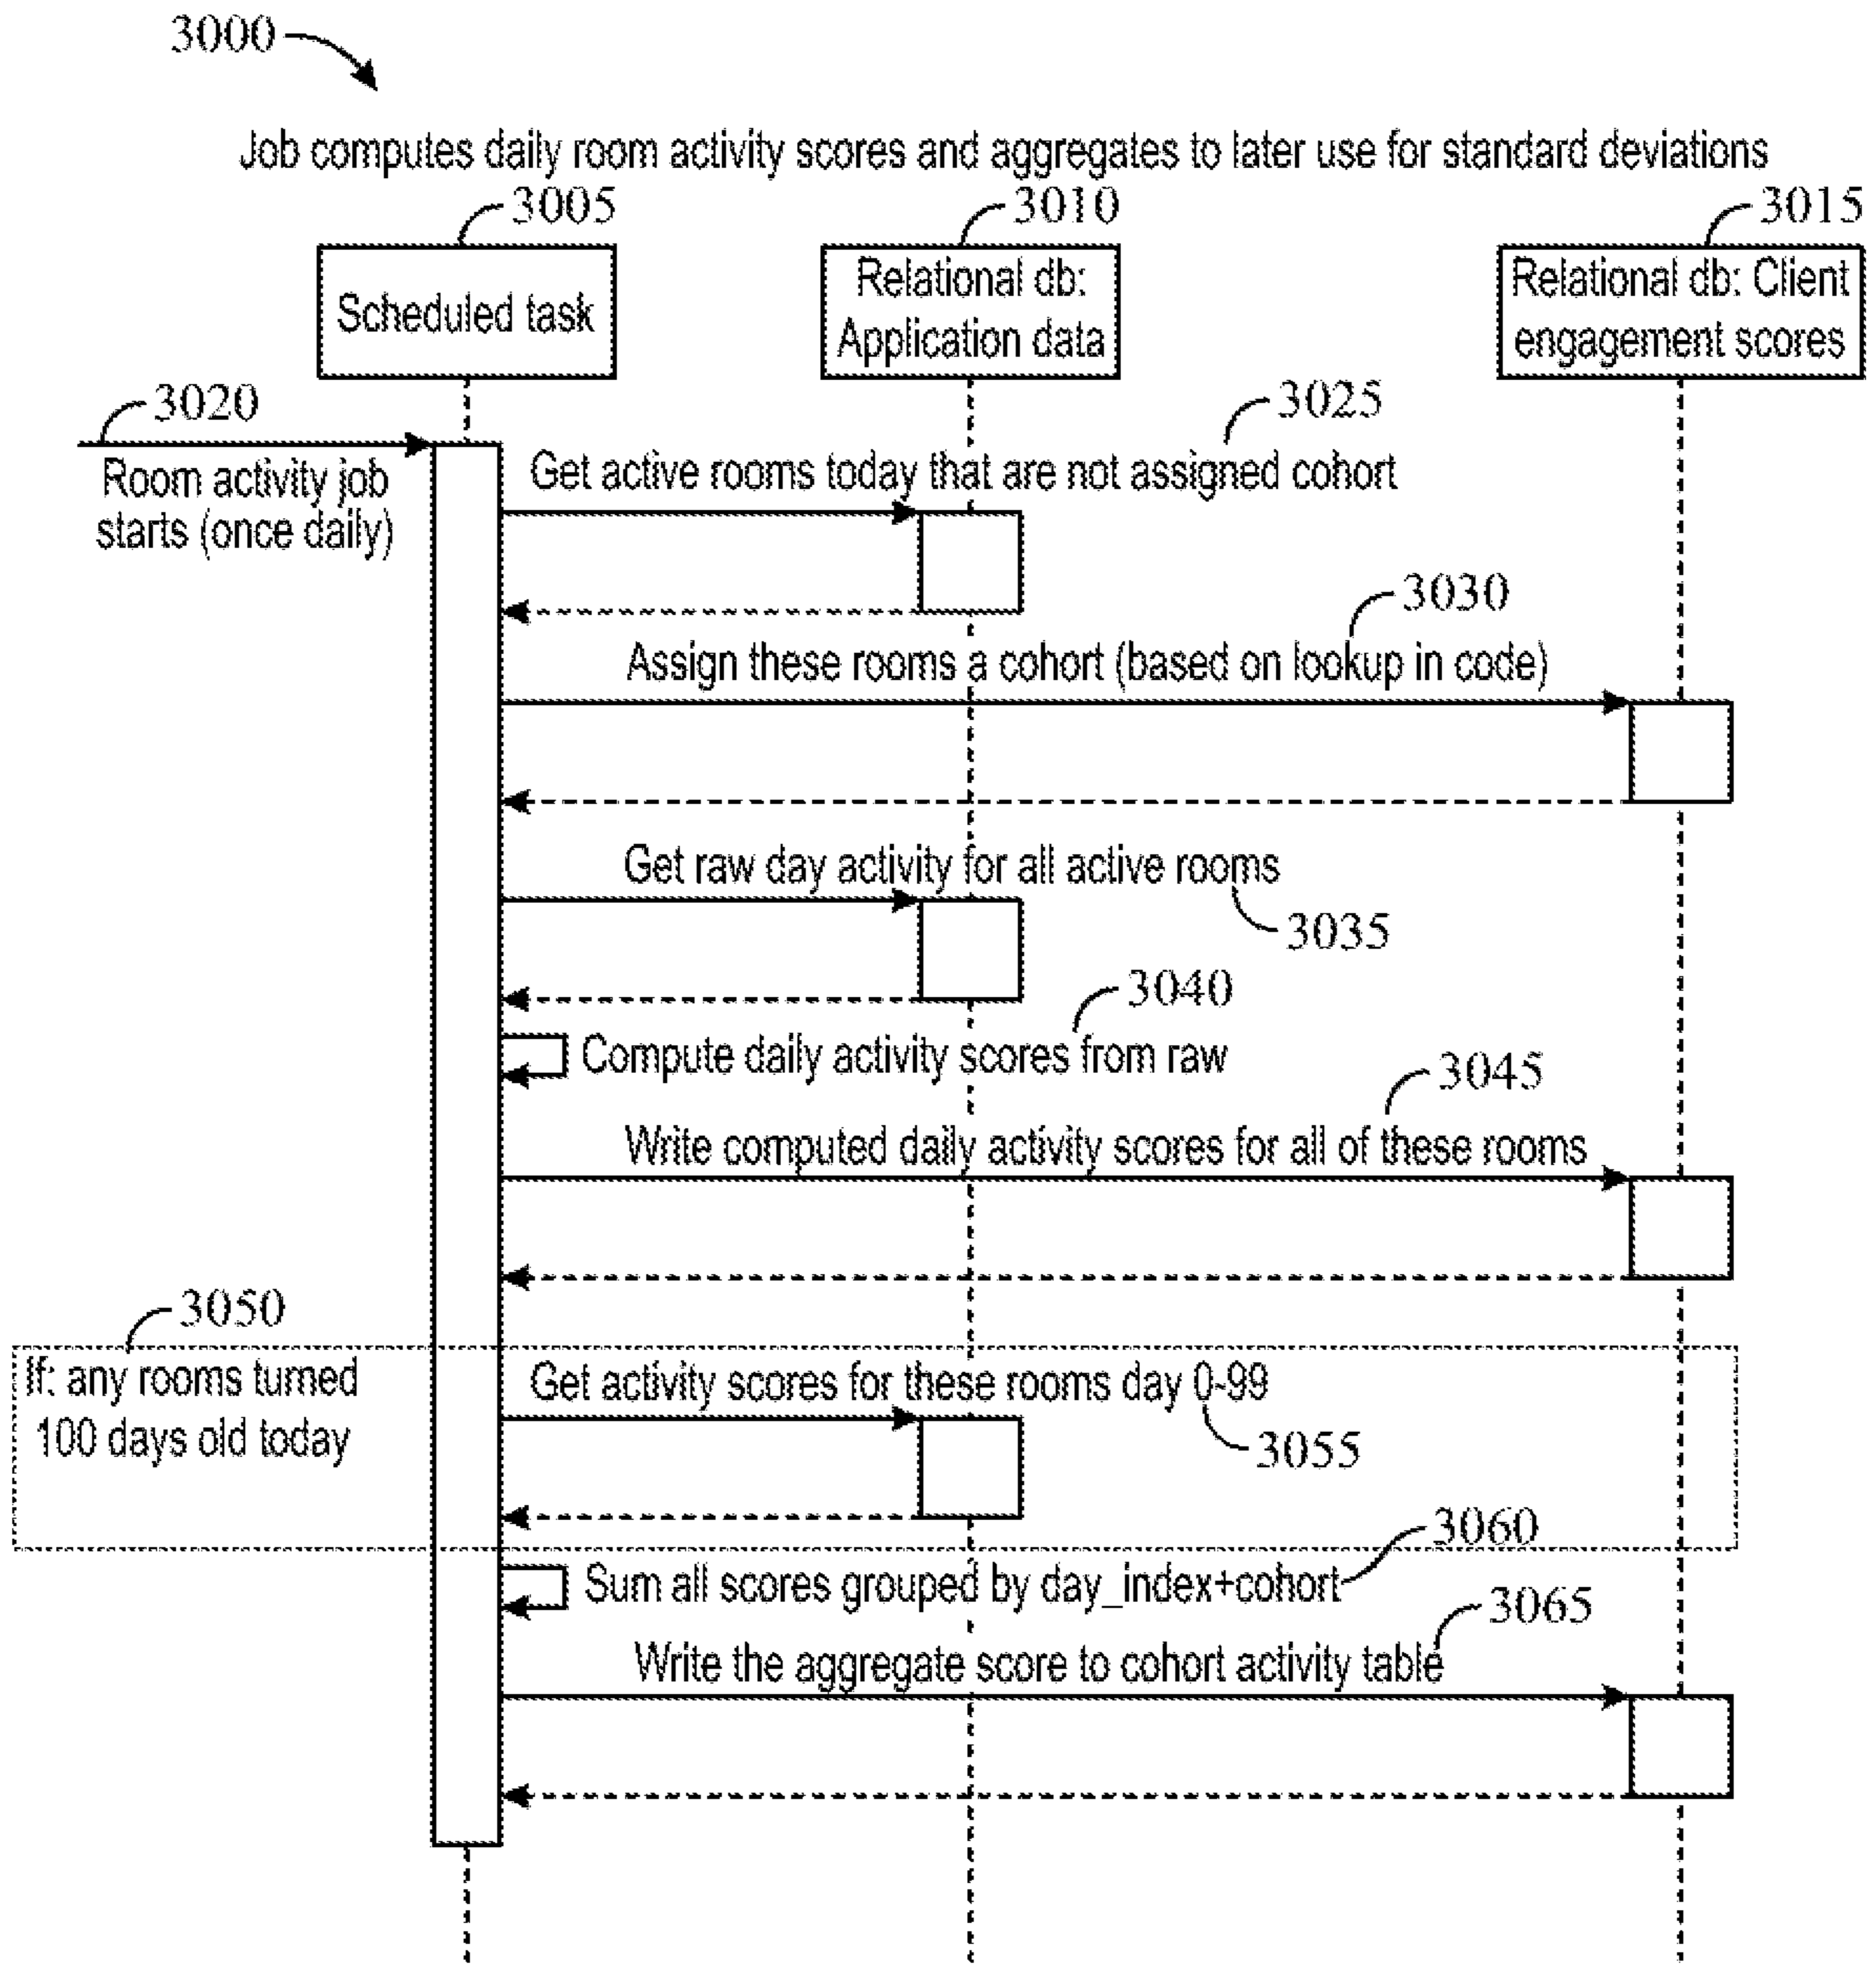 3000
Job computes daily room activity scores and aggregates to later use for standard deviations
3005
3010
3015
Scheduled task
Relational db:
Application data
Relational db: Client
engagement scores
3020
Room activity job
starts (once daily)
3025
Get active rooms today that are not assigned cohort
3030
Assign these rooms a cohort (based on lookup in code)
Get raw day activity for all active rooms
3035
3040
Compute daily activity scores from raw
3045
Write computed daily activity scores for all of these rooms
3050
If: any rooms turned
100 days old today
Get activity scores for these rooms day 0-99
3055
3060
Sum all scores grouped by day_index+cohort
3065
Write the aggregate score to cohort activity table